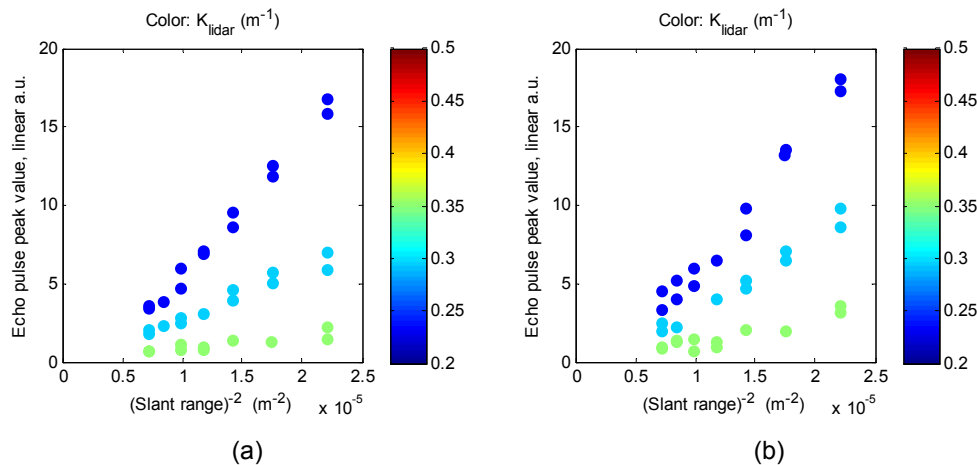 Color: K_lidar (m⁻¹)
20
15
10
5
0
0 0.5 1 1.5 2 2.5
Echo pulse peak value, linear a.u.
(Slant range)⁻² (m⁻²) x 10⁻⁵
0.5
0.45
0.4
0.35
0.3
0.25
0.2
(a)
Color: K_lidar (m⁻¹)
20
15
10
5
0
0 0.5 1 1.5 2 2.5
Echo pulse peak value, linear a.u.
(Slant range)⁻² (m⁻²) x 10⁻⁵
0.5
0.45
0.4
0.35
0.3
0.25
0.2
(b)